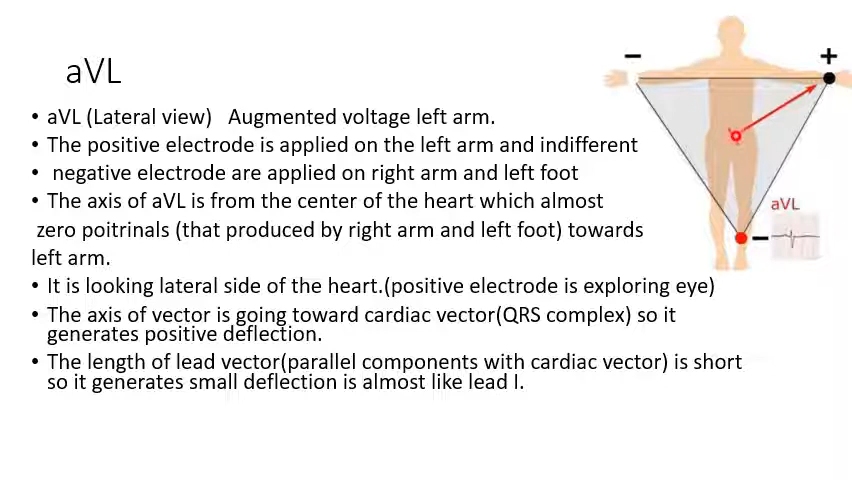 aVL
• aVL (Lateral view)   Augmented voltage left arm.
• The positive electrode is applied on the left arm and indifferent
• negative electrode are applied on right arm and left foot
• The axis of aVL is from the center of the heart which almost
zero poitrinals (that produced by right arm and left foot) towards
left arm.
• It is looking lateral side of the heart.(positive electrode is exploring eye)
• The axis of vector is going toward cardiac vector(QRS complex) so it
generates positive deflection.
• The length of lead vector(parallel components with cardiac vector) is short
so it generates small deflection is almost like lead I.
− +
aVL
−